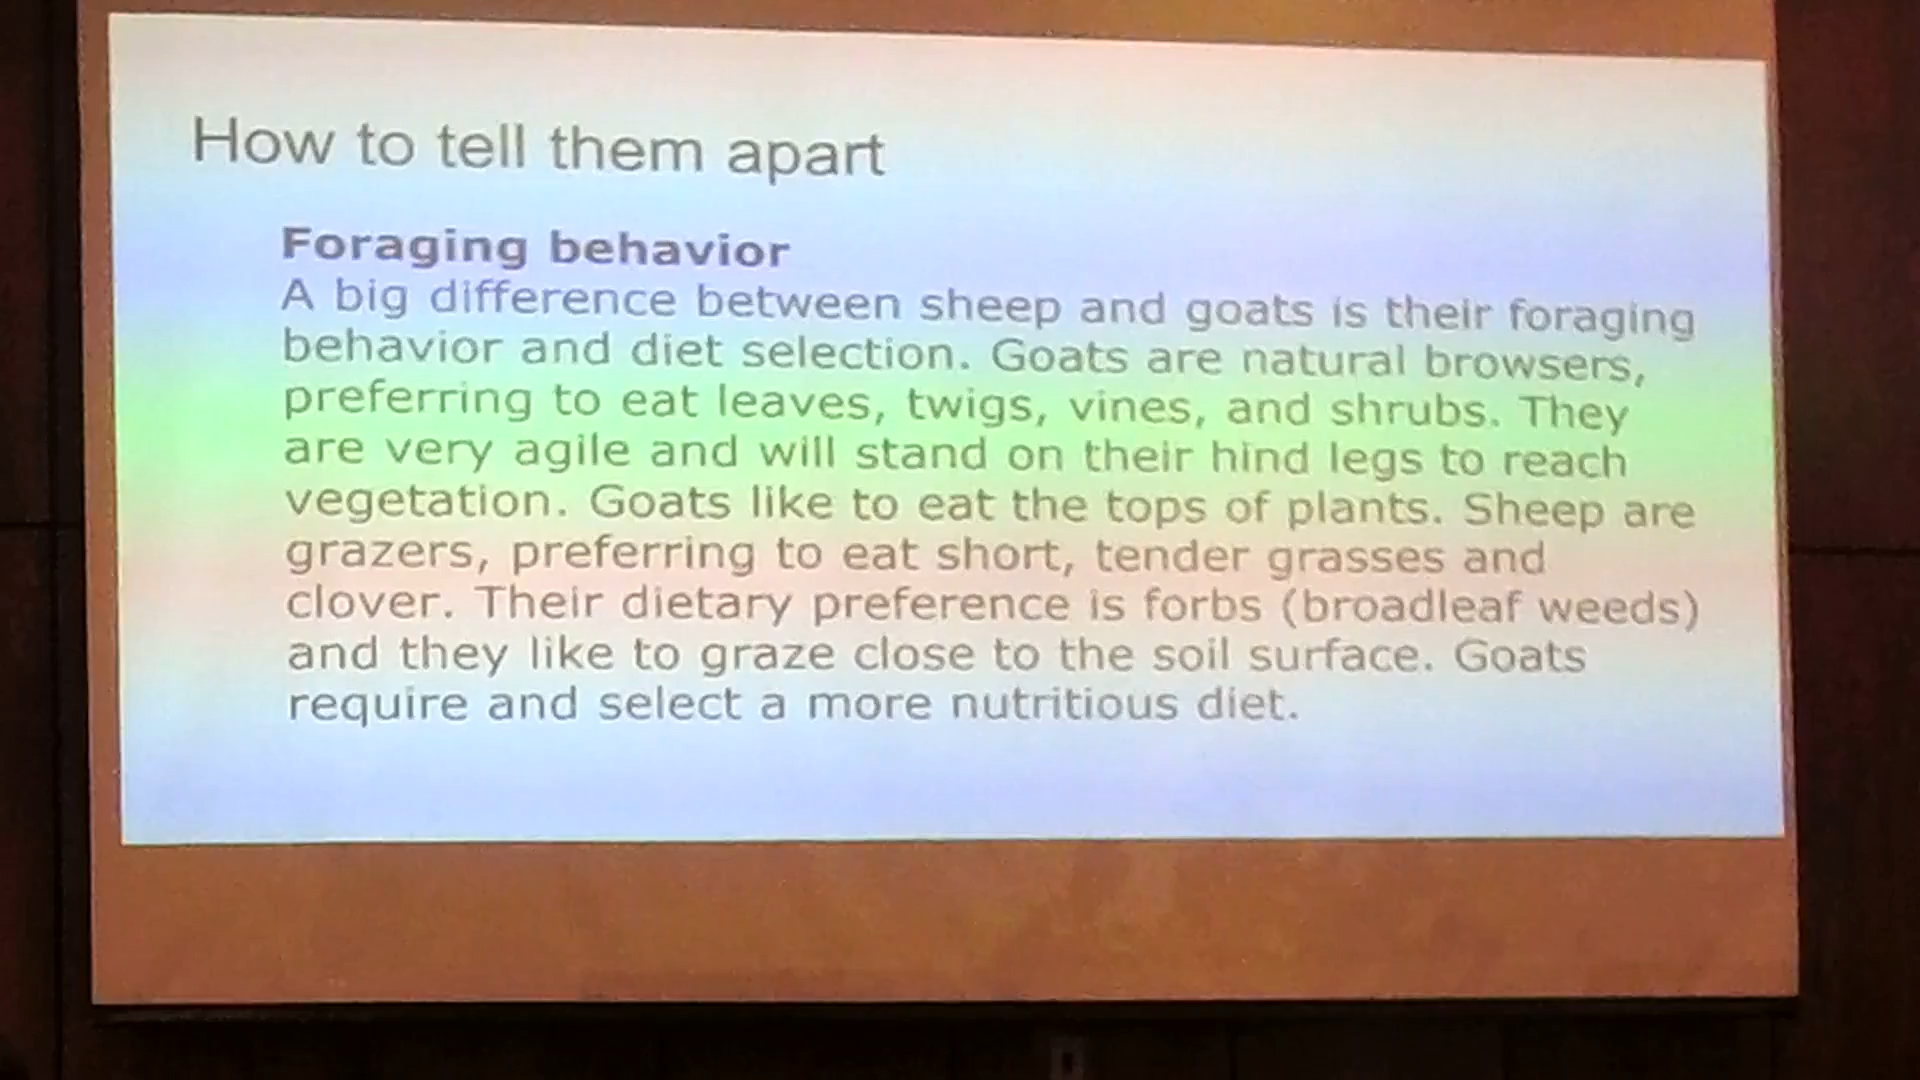 How to tell them apart
Foraging behavior
A big difference between sheep and goats is their foraging
behavior and diet selection. Goats are natural browsers,
preferring to eat leaves, twigs, vines, and shrubs. They
are very agile and will stand on their hind legs to reach
vegetation. Goats like to eat the tops of plants. Sheep are
grazers, preferring to eat short, tender grasses and
clover. Their dietary preference is forbs (broadleaf weeds)
and they like to graze close to the soil surface. Goats
require and select a more nutritious diet.